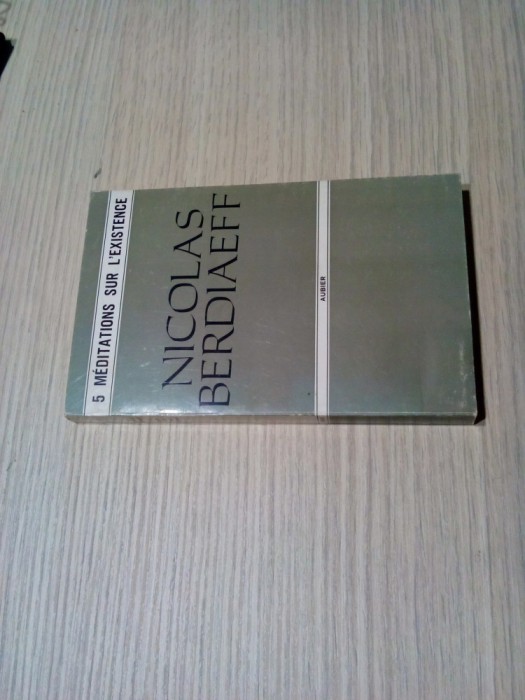 5 MÉDITATIONS SUR L'EXISTENCE
NICOLAS
BERDIAEFF
AUBIER